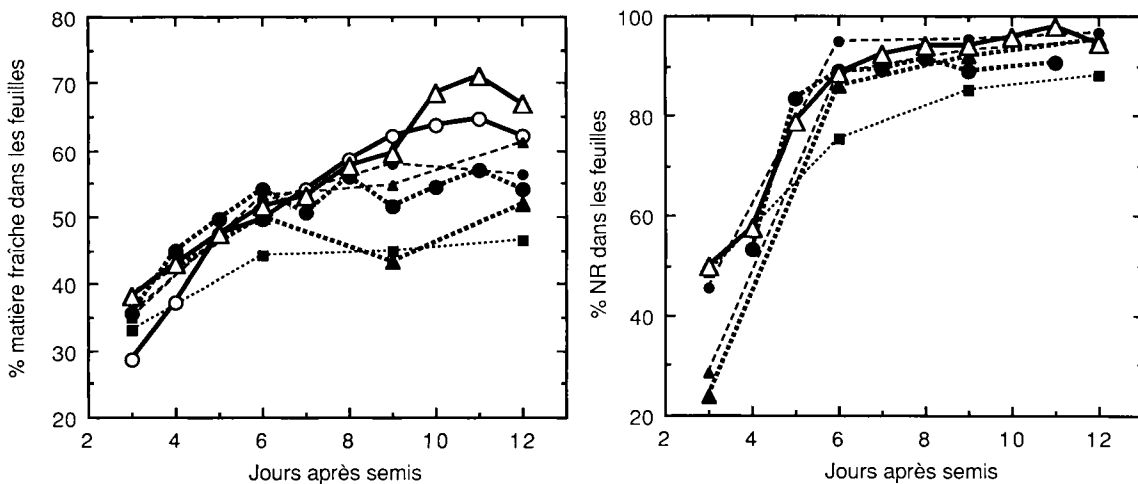 % matière fraîche dans les feuilles
80
70
60
50
40
30
20
2 4 6 8 10 12
Jours après semis
% NR dans les feuilles
100
80
60
40
20
2 4 6 8 10 12
Jours après semis